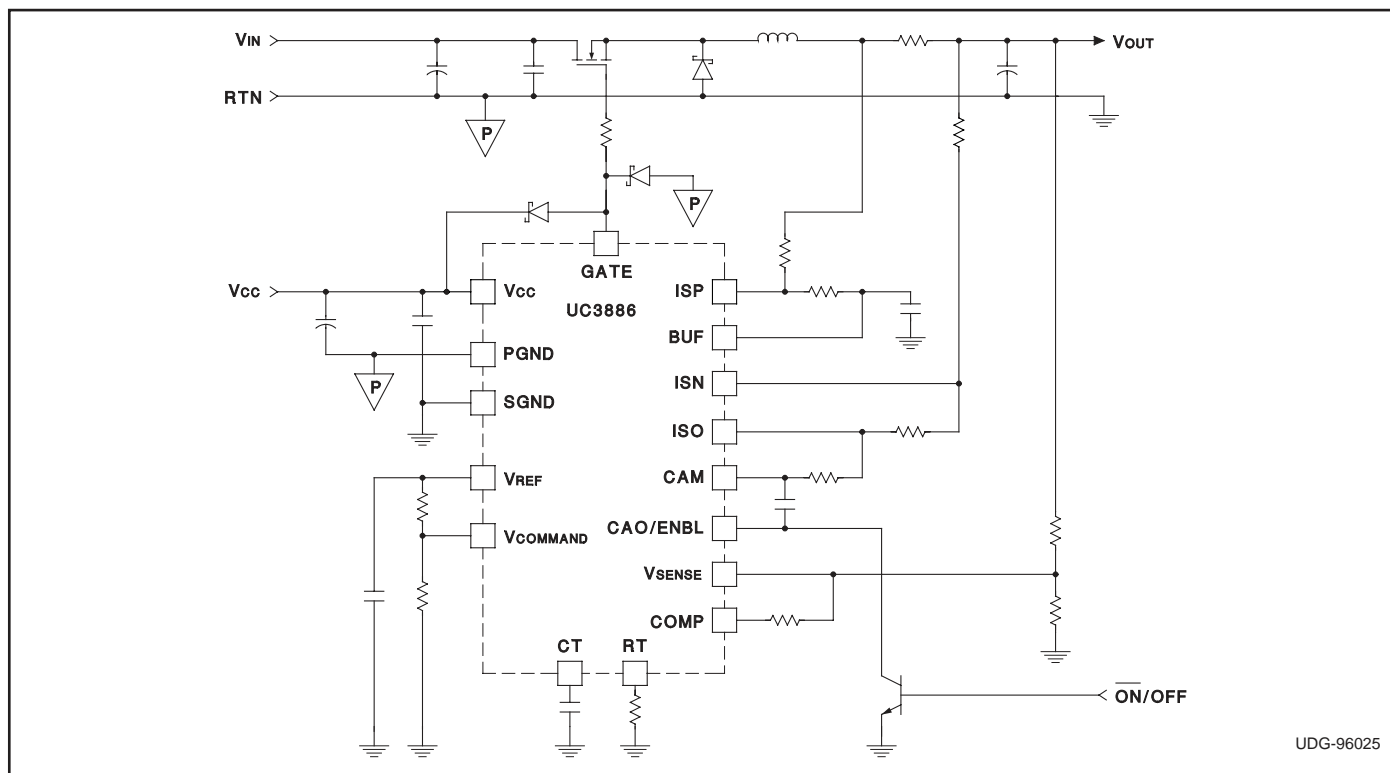 VIN
VOUT
RTN
P
P
GATE
VCC
VCC
UC3886
ISP
BUF
PGND
P
ISN
SGND
ISO
VREF
CAM
CAO/ENBL
VCOMMAND
VSENSE
COMP
CT
RT
O̅N̅/OFF
UDG-96025